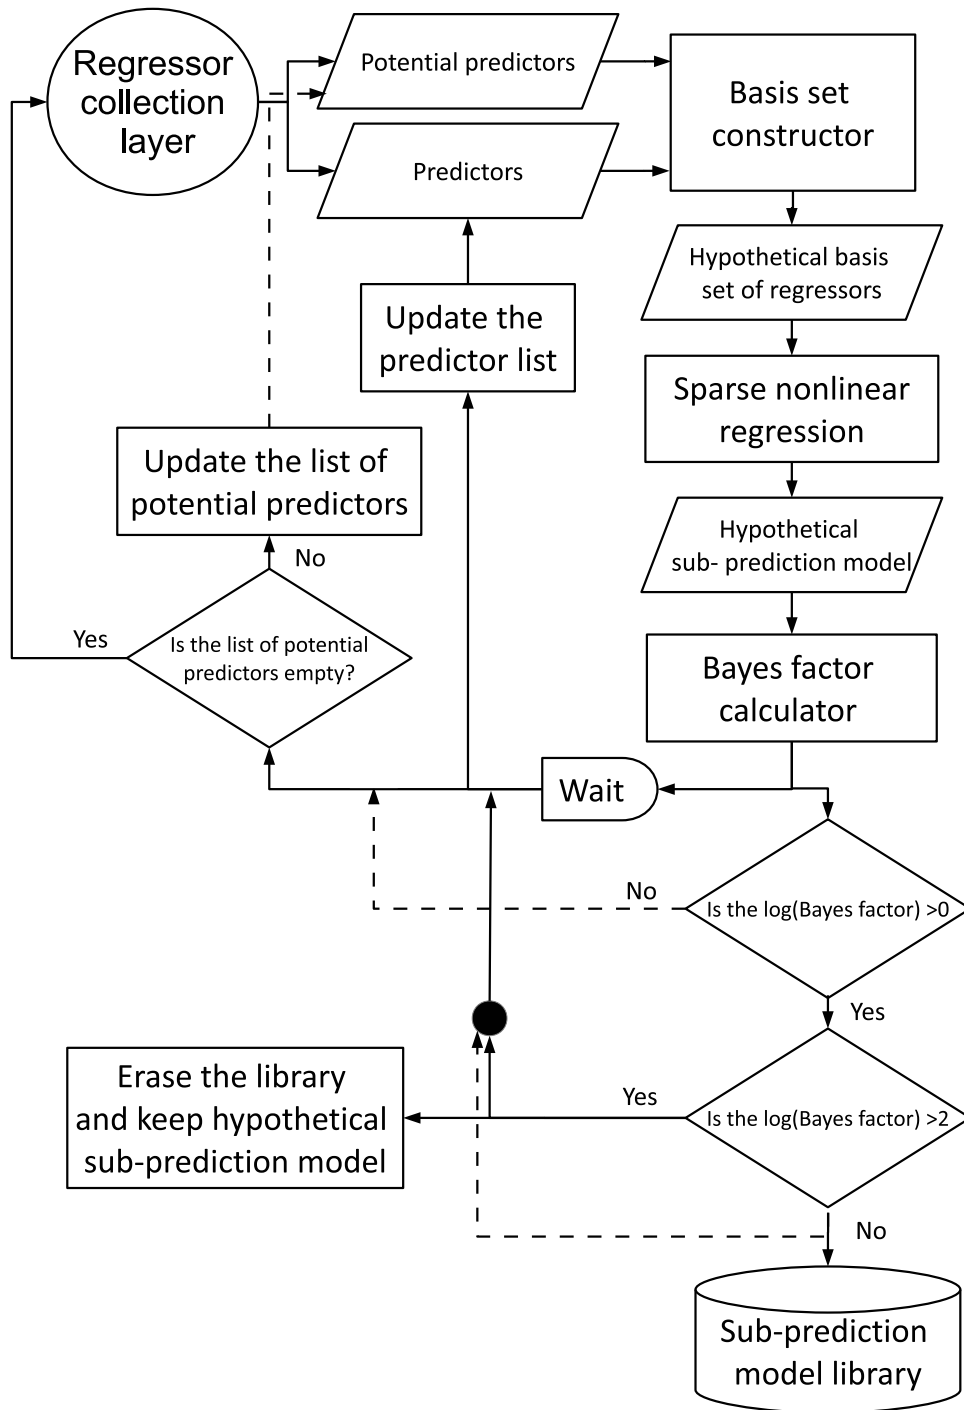 Regressor
collection
layer
Potential predictors
Predictors
Basis set
constructor
Hypothetical basis
set of regressors
Update the
predictor list
Sparse nonlinear
regression
Update the list of
potential predictors
Hypothetical
sub- prediction model
No
Yes
Is the list of potential
predictors empty?
Bayes factor
calculator
Wait
No
Is the log(Bayes factor) >0
Yes
Erase the library
and keep hypothetical
sub-prediction model
Yes
Is the log(Bayes factor) >2
No
Sub-prediction
model library